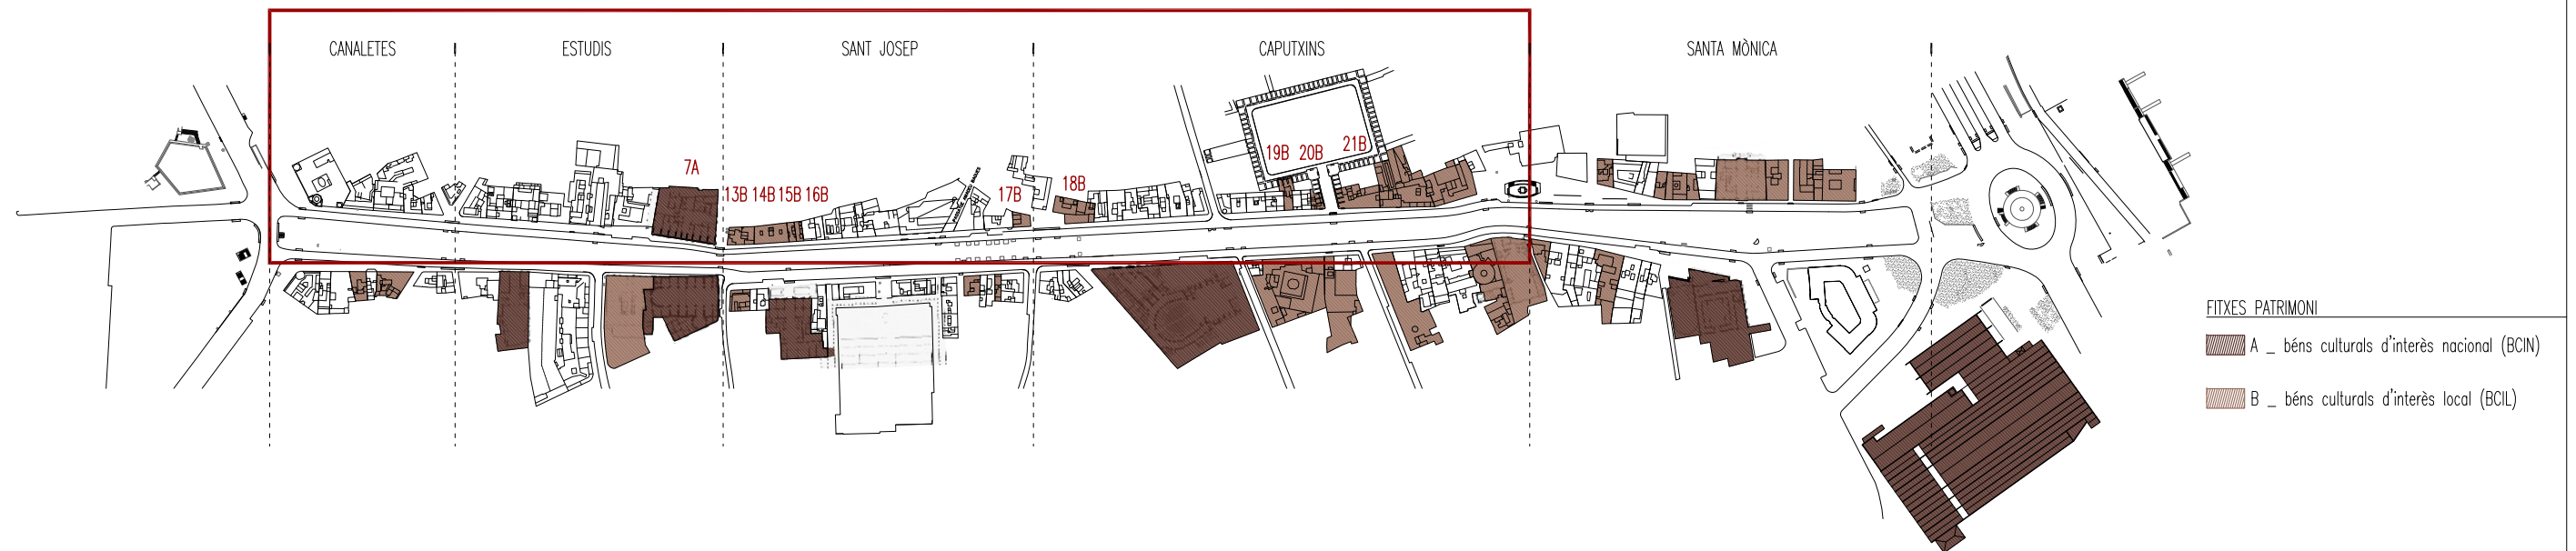 CANALETES
ESTUDIS
SANT JOSEP
CAPUTXINS
SANTA MÒNICA
7A
13B 14B 15B 16B
17B
18B
19B 20B
21B
FITXES PATRIMONI
A _ béns culturals d'interès nacional (BCIN)
B _ béns culturals d'interès local (BCIL)